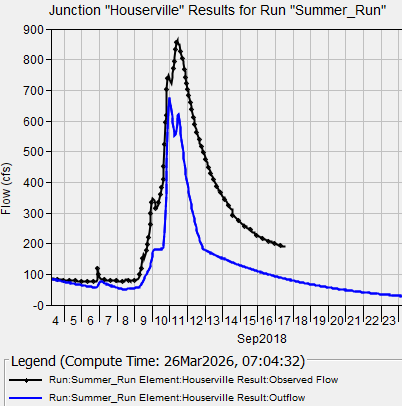 Junction "Houserville" Results for Run "Summer_Run"
900
800
700
600
500
400
300
200
100
-0
Flow (cfs)
4 5 6 7 8 9 10 11 12 13 14 15 16 17 18 19 20 21 22 23
Sep2018
Legend (Compute Time: 26Mar2026, 07:04:32)
Run:Summer_Run Element:Houserville Result:Observed Flow
Run:Summer_Run Element:Houserville Result:Outflow